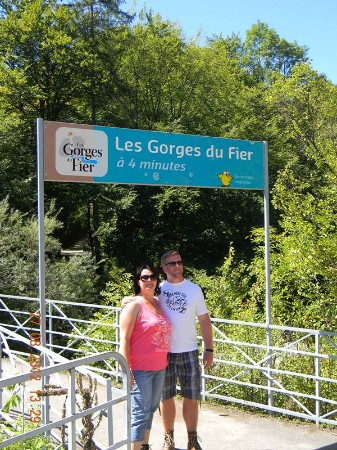 Les
Gorges
du
Fier
Les Gorges du Fier
à 4 minutes